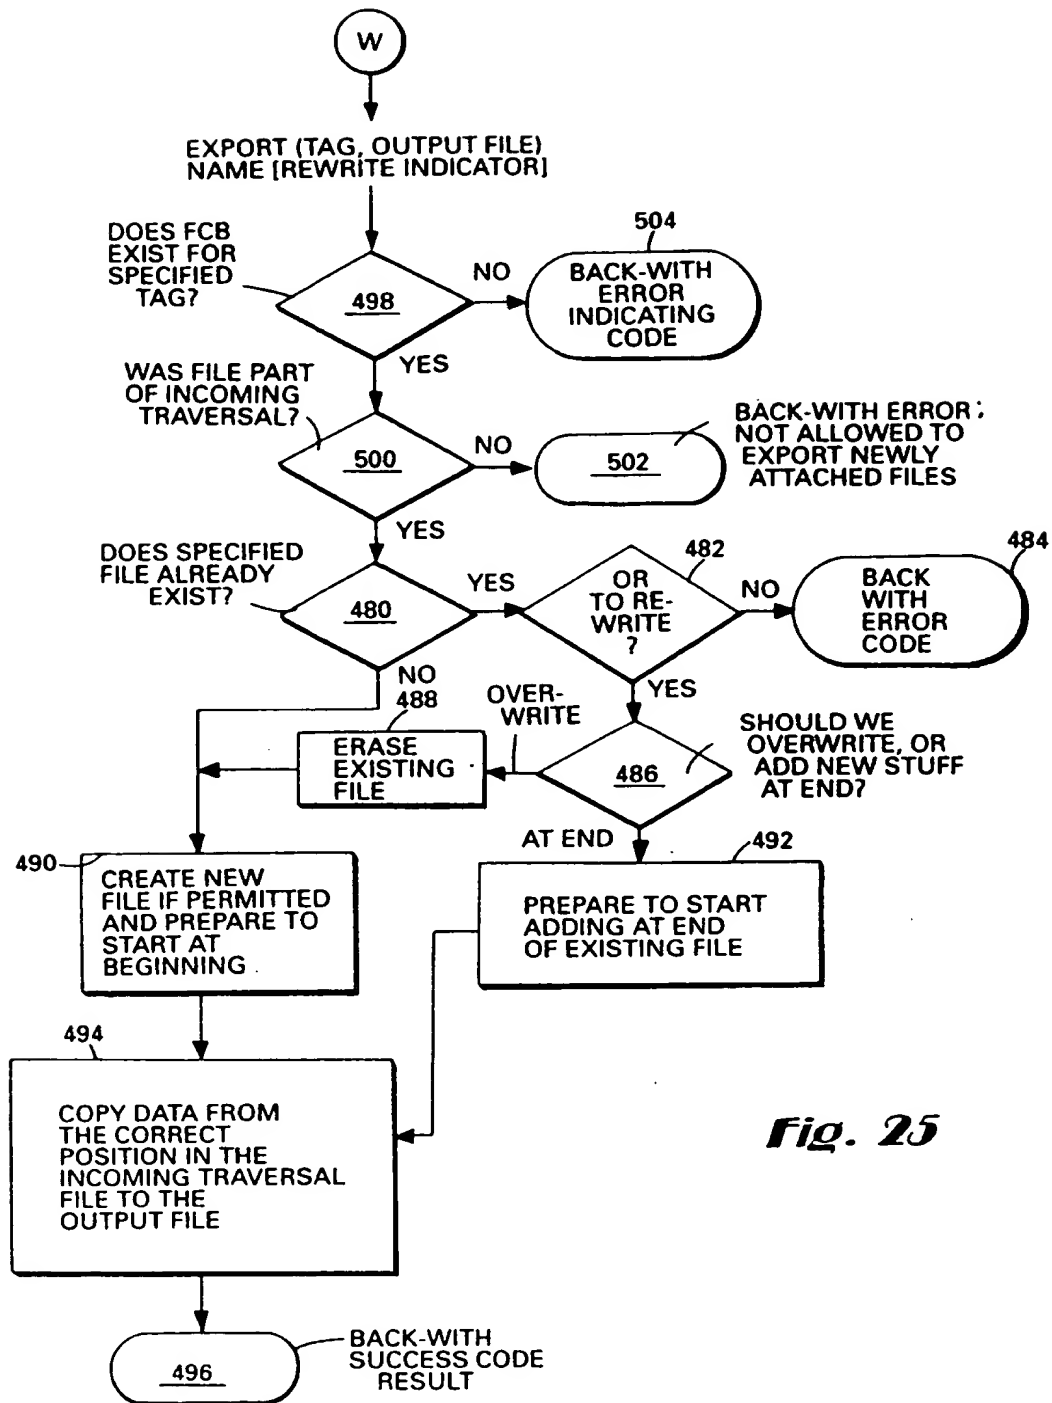 W
EXPORT (TAG, OUTPUT FILE)
NAME [REWRITE INDICATOR]
DOES FCB
EXIST FOR
SPECIFIED
TAG?
498
NO
504
BACK-WITH
ERROR
INDICATING
CODE
YES
WAS FILE PART
OF INCOMING
TRAVERSAL?
500
NO
502
BACK-WITH ERROR:
NOT ALLOWED TO
EXPORT NEWLY
ATTACHED FILES
YES
DOES SPECIFIED
FILE ALREADY
EXIST?
480
YES
482
OR
TO RE-
WRITE
?
NO
484
BACK
WITH
ERROR
CODE
NO
YES
488
ERASE
EXISTING
FILE
OVER-
WRITE
486
SHOULD WE
OVERWRITE, OR
ADD NEW STUFF
AT END?
AT END
490
CREATE NEW
FILE IF PERMITTED
AND PREPARE TO
START AT
BEGINNING
492
PREPARE TO START
ADDING AT END
OF EXISTING FILE
494
COPY DATA FROM
THE CORRECT
POSITION IN THE
INCOMING TRAVERSAL
FILE TO THE
OUTPUT FILE
Fig. 25
496
BACK-WITH
SUCCESS CODE
RESULT